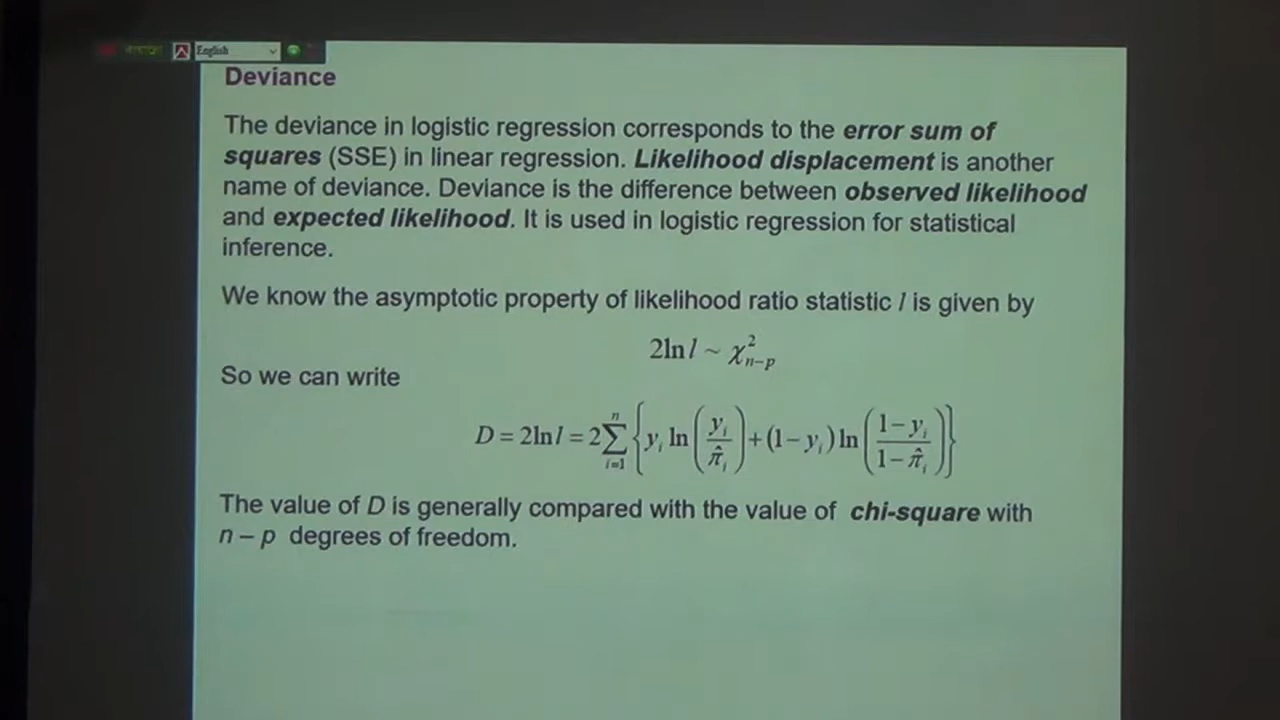 English
Deviance
The deviance in logistic regression corresponds to the error sum of
squares (SSE) in linear regression. Likelihood displacement is another
name of deviance. Deviance is the difference between observed likelihood
and expected likelihood. It is used in logistic regression for statistical
inference.
We know the asymptotic property of likelihood ratio statistic l is given by
2ln l ~ χ²ₙ₋ₚ
So we can write
D = 2ln l = 2∑ⁿᵢ₌₁ { yᵢ ln (yᵢ / π̂ᵢ) + (1 − yᵢ) ln ((1 − yᵢ) / (1 − π̂ᵢ)) }
The value of D is generally compared with the value of chi-square with
n – p degrees of freedom.